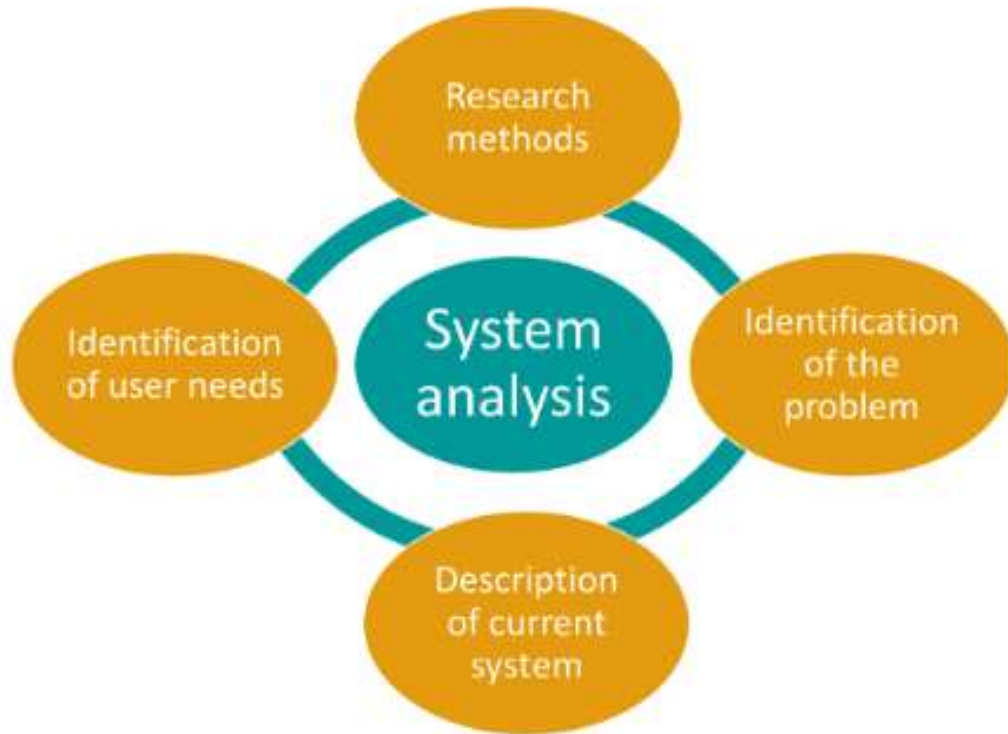 Research
methods
Identification
of user needs
System
analysis
Identification
of the
problem
Description
of current
system